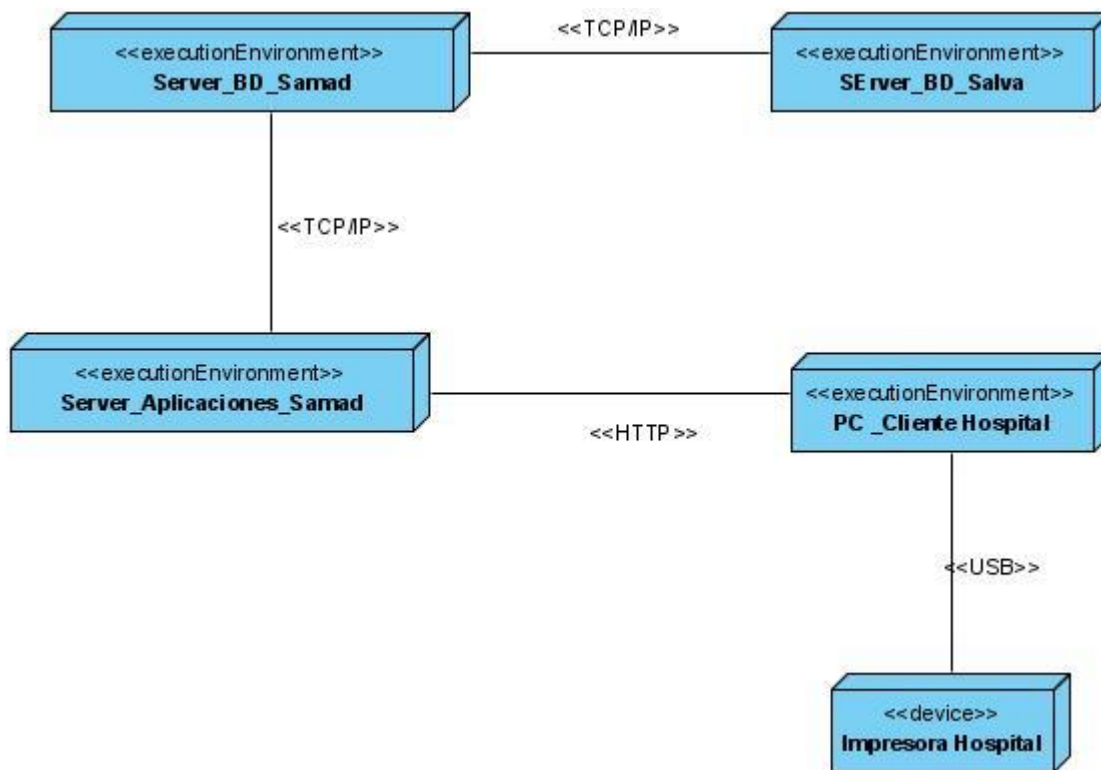 <<executionEnvironment>>
Server_BD_Samad
<<TCP/IP>>
<<executionEnvironment>>
SErver_BD_Salva
<<TCP/IP>>
<<executionEnvironment>>
Server_Aplicaciones_Samad
<<HTTP>>
<<executionEnvironment>>
PC _Cliente Hospital
<<USB>>
<<device>>
Impresora Hospital